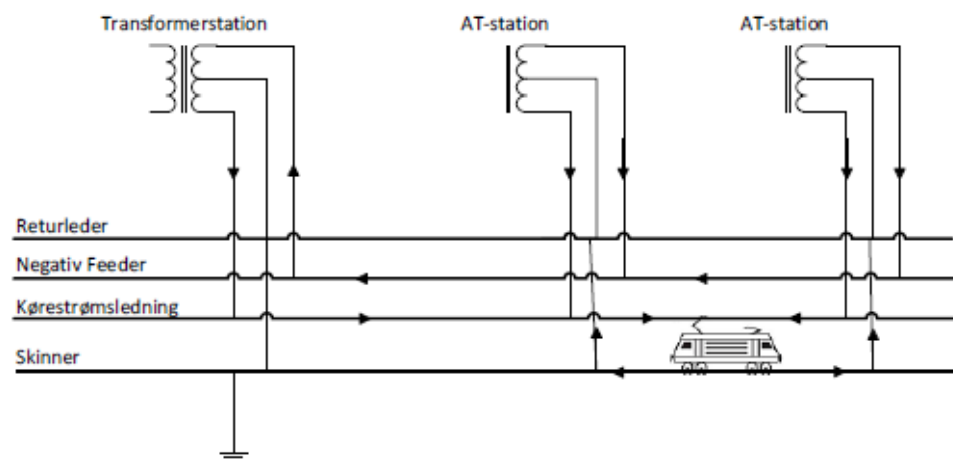 Transformerstation
AT-station
AT-station
Returleder
Negativ Feeder
Kørestrømsledning
Skinner